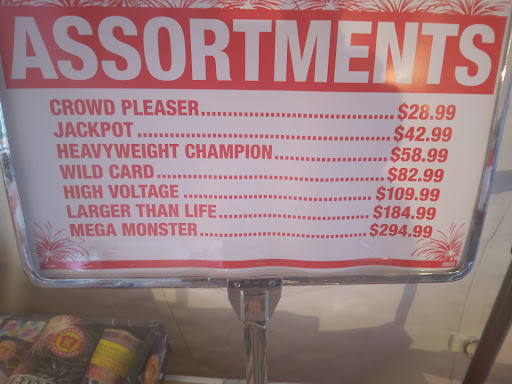 ASSORTMENTS
CROWD PLEASER..............................$28.99
JACKPOT..........................................$42.99
HEAVYWEIGHT CHAMPION...................$58.99
WILD CARD......................................$82.99
HIGH VOLTAGE.................................$109.99
LARGER THAN LIFE..........................$184.99
MEGA MONSTER..............................$294.99